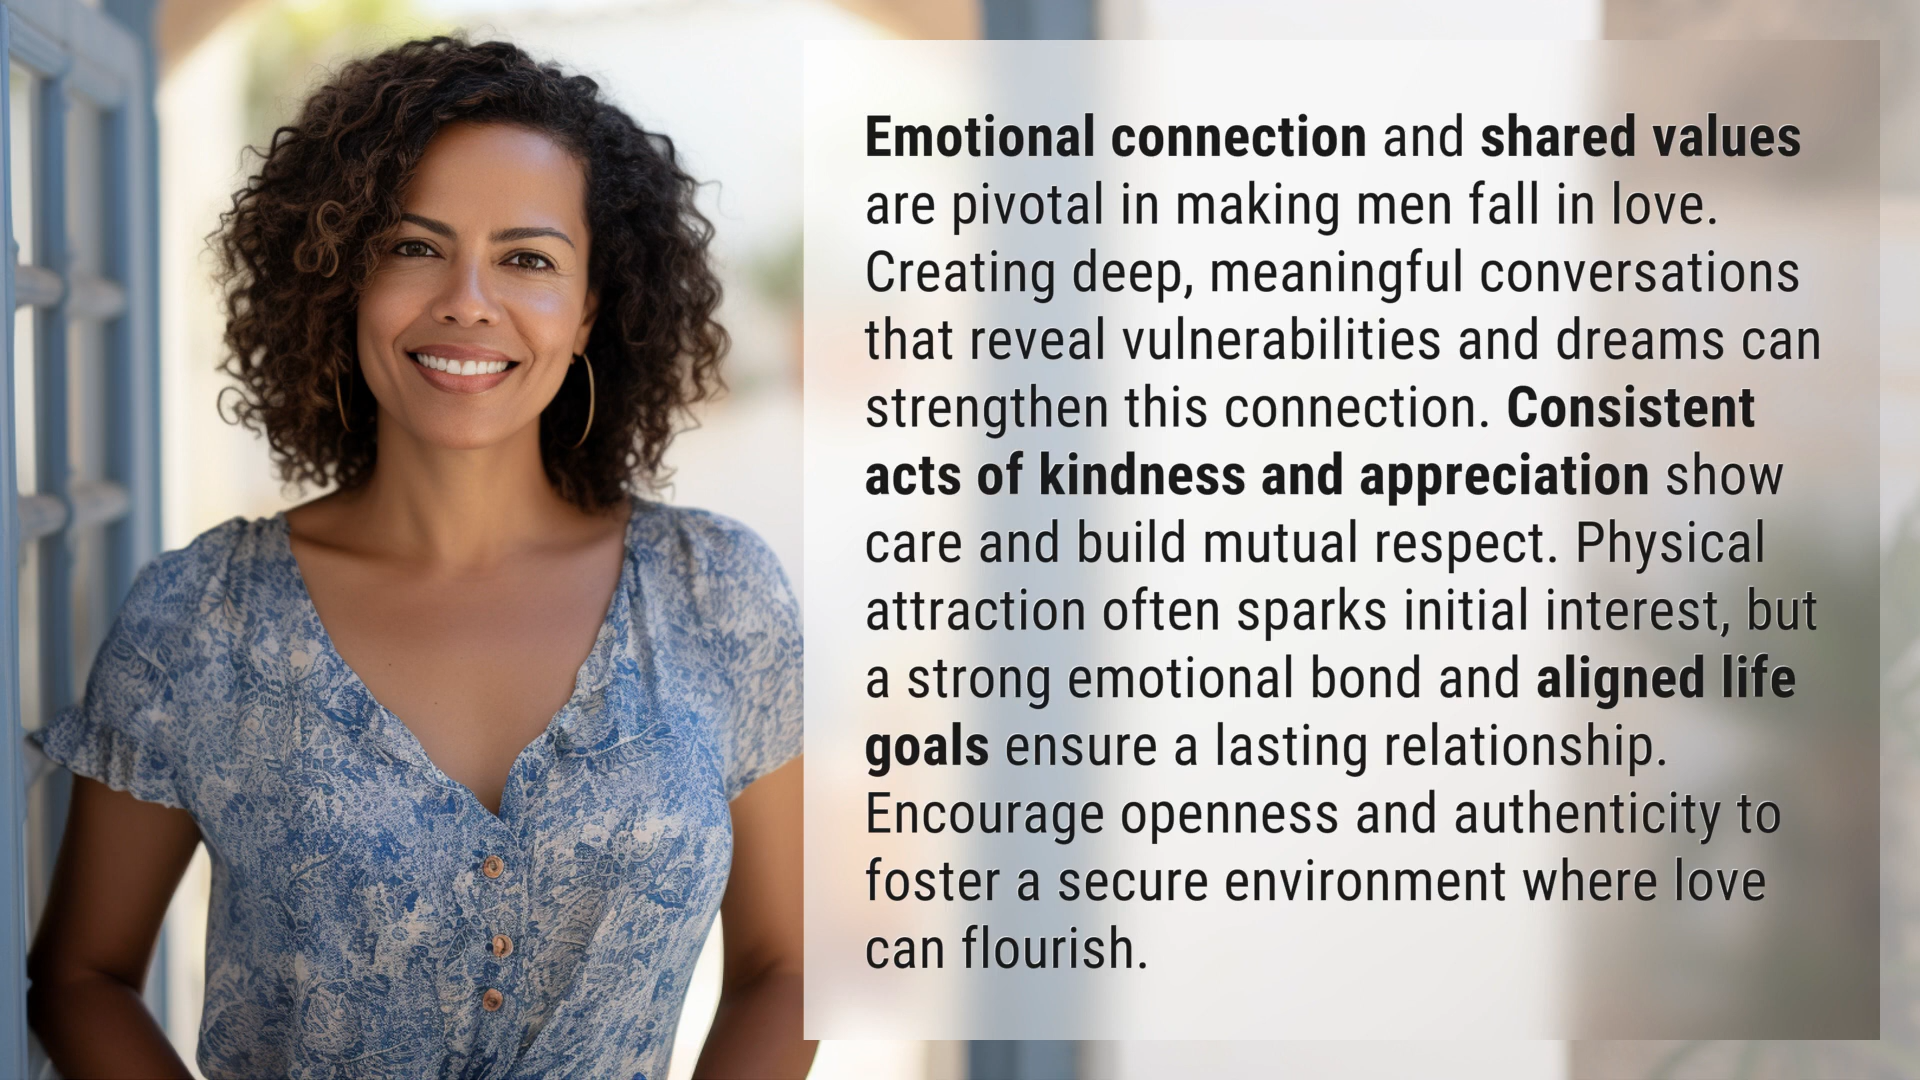 Emotional connection and shared values
are pivotal in making men fall in love.
Creating deep, meaningful conversations
that reveal vulnerabilities and dreams can
strengthen this connection. Consistent
acts of kindness and appreciation show
care and build mutual respect. Physical
attraction often sparks initial interest, but
a strong emotional bond and aligned life
goals ensure a lasting relationship.
Encourage openness and authenticity to
foster a secure environment where love
can flourish.